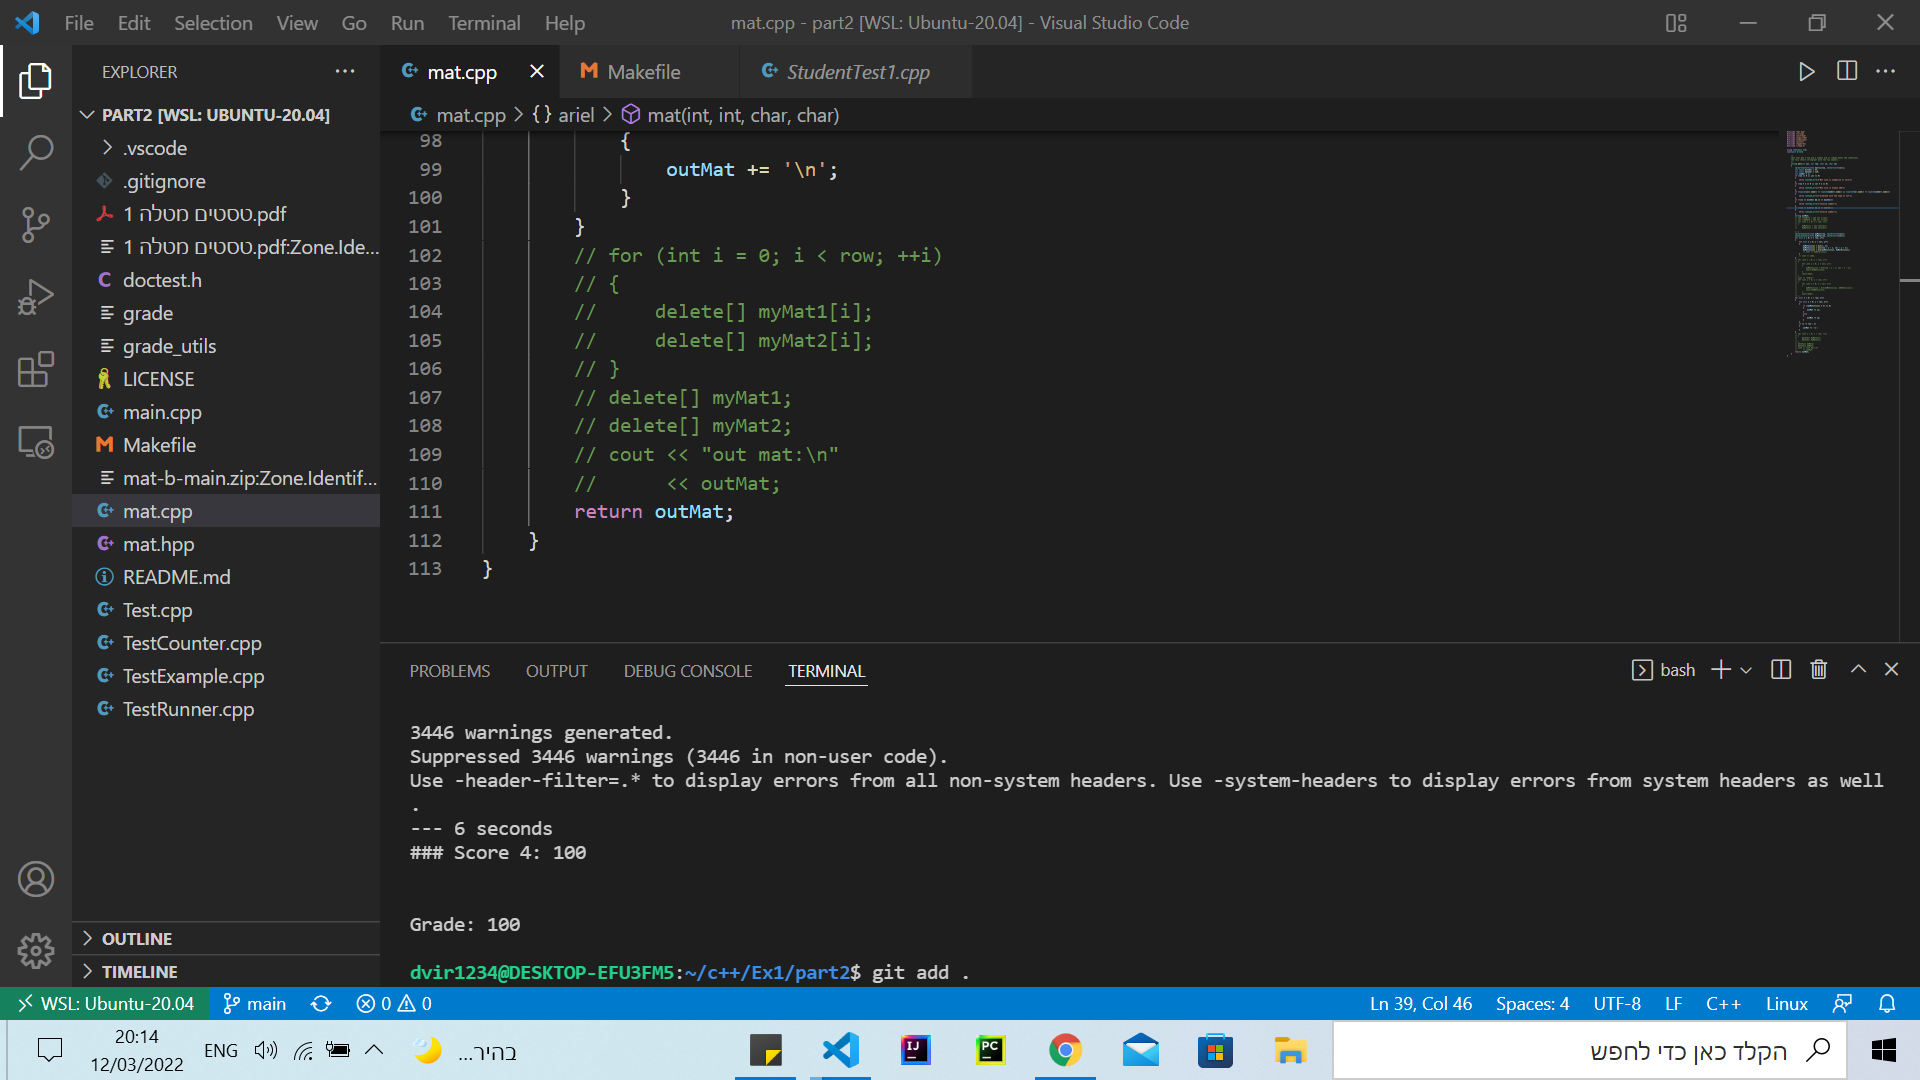 File Edit Selection View Go Run Terminal Help
mat.cpp - part2 [WSL: Ubuntu-20.04] - Visual Studio Code
EXPLORER
PART2 [WSL: UBUNTU-20.04]
.vscode
.gitignore
טסטים מטלה 1.pdf
טסטים מטלה 1.pdf:Zone.Ide...
doctest.h
grade
grade_utils
LICENSE
main.cpp
Makefile
mat-b-main.zip:Zone.Identif...
mat.cpp
mat.hpp
README.md
Test.cpp
TestCounter.cpp
TestExample.cpp
TestRunner.cpp
OUTLINE
TIMELINE
mat.cpp Makefile StudentTest1.cpp
mat.cpp > {} ariel > mat(int, int, char, char)
98 {
99 outMat += '\n';
100 }
101 }
102 // for (int i = 0; i < row; ++i)
103 // {
104 //     delete[] myMat1[i];
105 //     delete[] myMat2[i];
106 // }
107 // delete[] myMat1;
108 // delete[] myMat2;
109 // cout << "out mat:\n"
110 //      << outMat;
111 return outMat;
112 }
113 }
PROBLEMS OUTPUT DEBUG CONSOLE TERMINAL
bash
3446 warnings generated.
Suppressed 3446 warnings (3446 in non-user code).
Use -header-filter=.* to display errors from all non-system headers. Use -system-headers to display errors from system headers as well
.
--- 6 seconds
### Score 4: 100
Grade: 100
dvir1234@DESKTOP-EFU3FM5:~/c++/Ex1/part2$ git add .
WSL: Ubuntu-20.04 main 0 0
Ln 39, Col 46 Spaces: 4 UTF-8 LF C++ Linux
20:14
12/03/2022
ENG
בהיר...
IJ
PC
הקלד כאן כדי לחפש